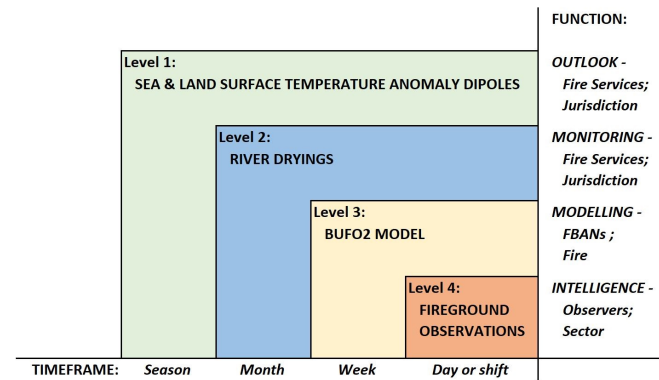 FUNCTION:
Level 1:
SEA & LAND SURFACE TEMPERATURE ANOMALY DIPOLES
OUTLOOK -
Fire Services;
Jurisdiction
Level 2:
RIVER DRYINGS
MONITORING -
Fire Services;
Jurisdiction
Level 3:
BUFO2 MODEL
MODELLING -
FBANs ;
Fire
Level 4:
FIREGROUND
OBSERVATIONS
INTELLIGENCE -
Observers;
Sector
TIMEFRAME: Season Month Week Day or shift